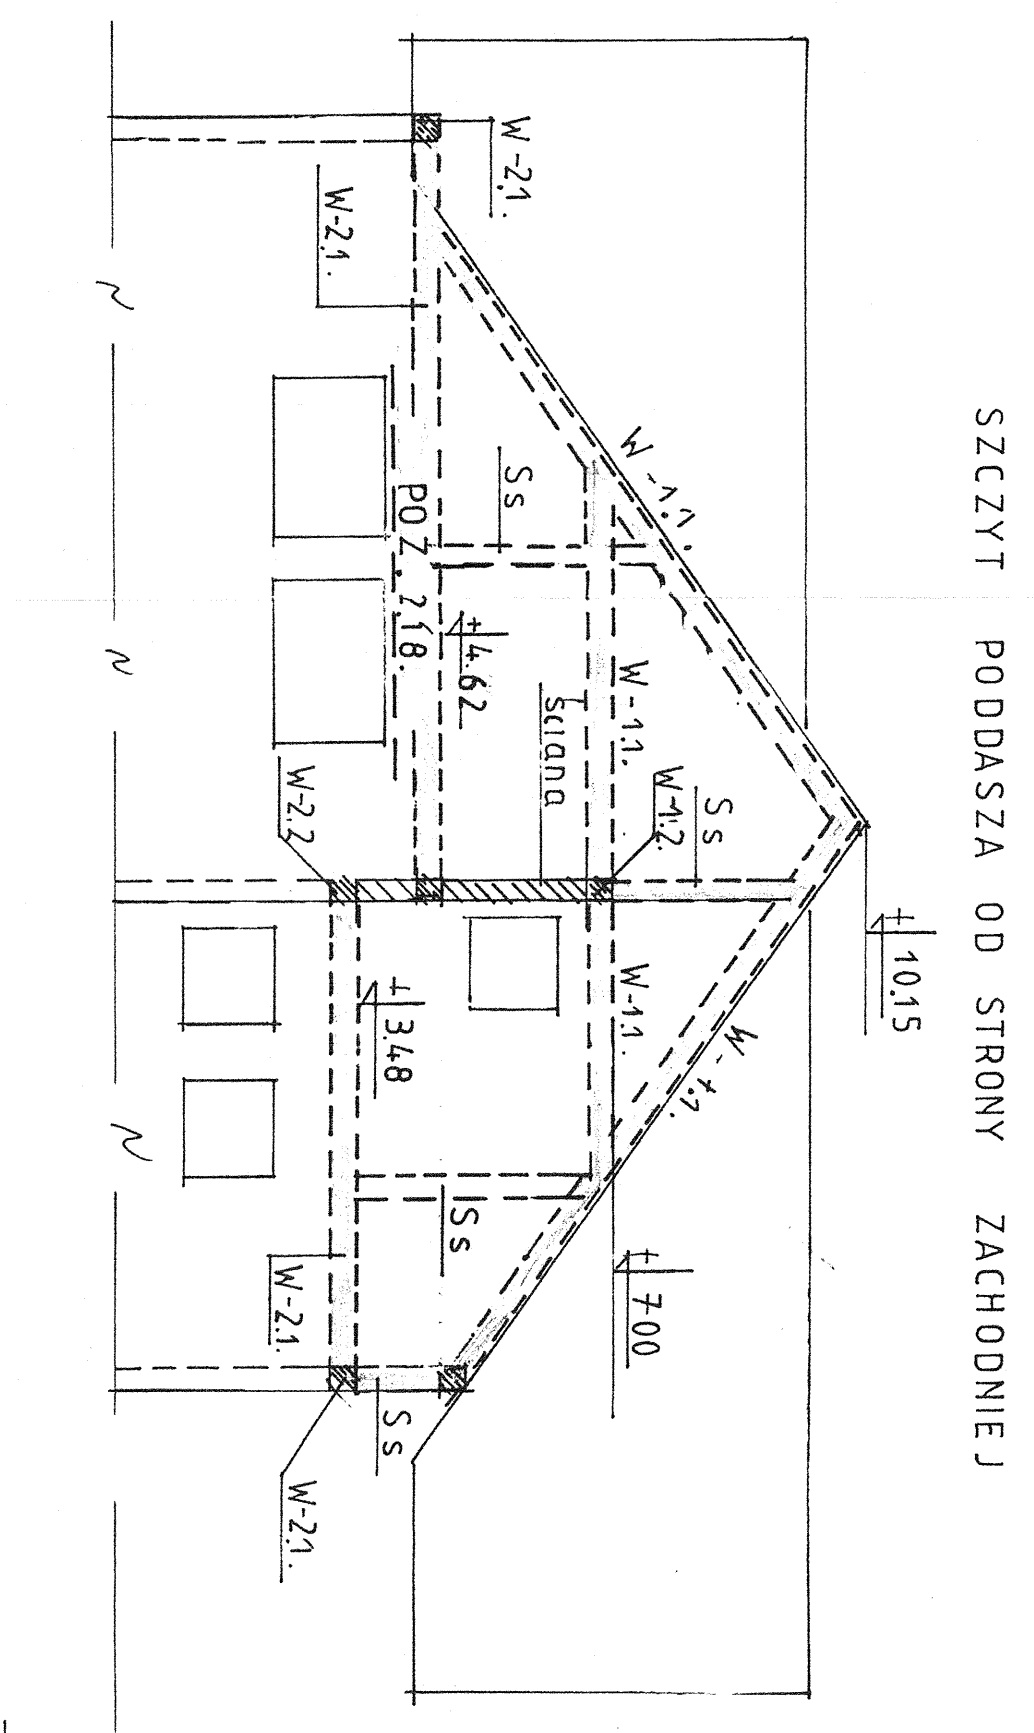 SZCZYT PODDASZA OD STRONY ZACHODNIEJ
+10.15
W-1.1.
W-1.1.
Ss
W-1.2.
W-1.1.
W-1.1.
+7.00
W-2.1.
Ss
ściana
+4.62
Ss
W-2.1.
POZ. 2.18.
+3.48
Ss
W-2.2
W-2.1.
W-2.1.